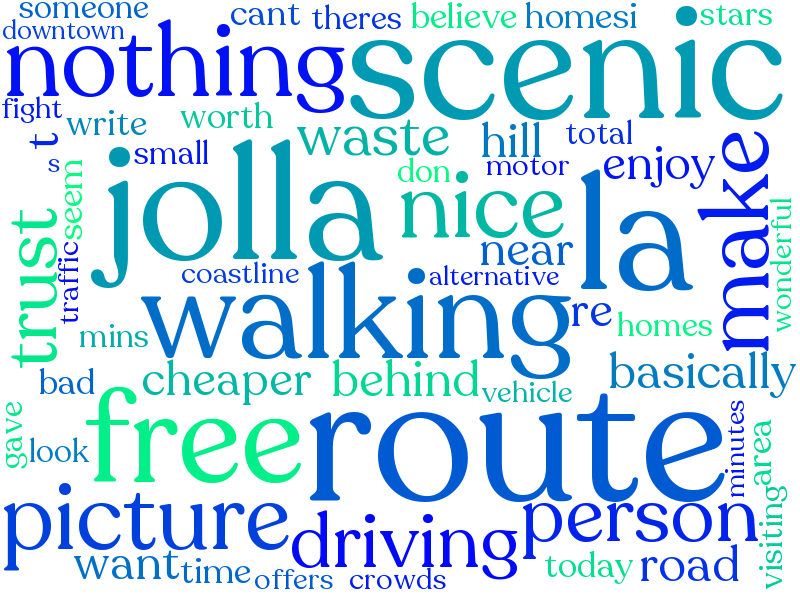 someone
cant
theres
believe
homesi
stars
downtown
nothing
scenic
fight
write
worth
waste
hill
total
t
s
small
don
motor
enjoy
jolla
nice
la
make
seem
trust
traffic
near
wonderful
coastline
alternative
walking
re
homes
mins
bad
cheaper
behind
vehicle
basically
gave
look
free
route
minutes
area
picture
driving
person
visiting
want
time
offers
crowds
today
road